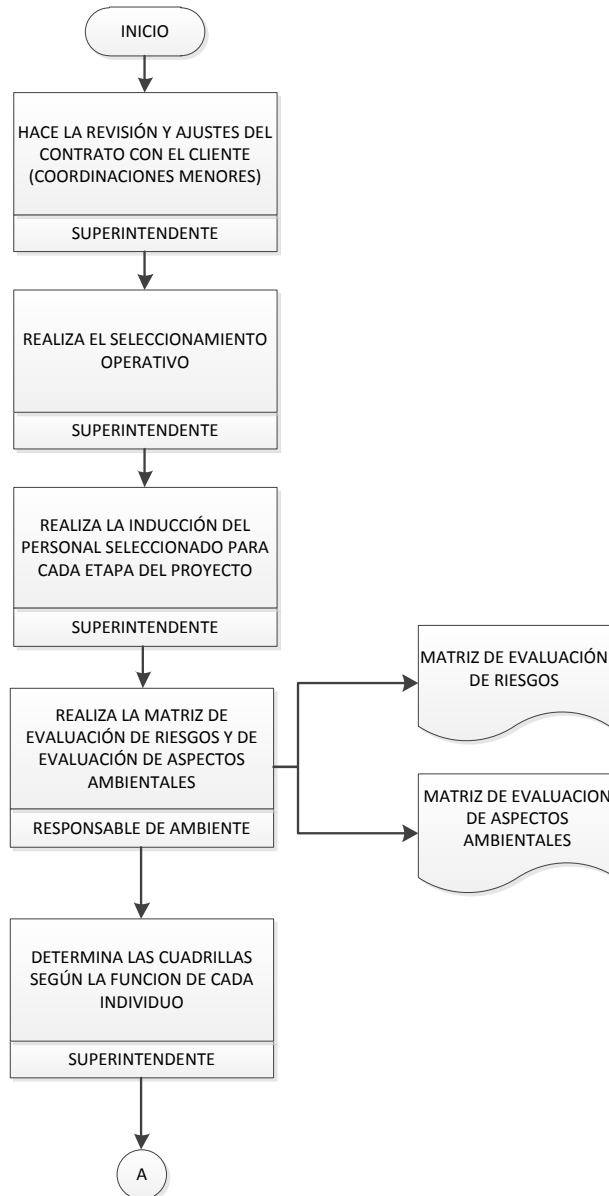 INICIO
HACE LA REVISIÓN Y AJUSTES DEL
CONTRATO CON EL CLIENTE
(COORDINACIONES MENORES)
SUPERINTENDENTE
REALIZA EL SELECCIONAMIENTO
OPERATIVO
SUPERINTENDENTE
REALIZA LA INDUCCIÓN DEL
PERSONAL SELECCIONADO PARA
CADA ETAPA DEL PROYECTO
SUPERINTENDENTE
REALIZA LA MATRIZ DE
EVALUACIÓN DE RIESGOS Y DE
EVALUACIÓN DE ASPECTOS
AMBIENTALES
RESPONSABLE DE AMBIENTE
MATRIZ DE EVALUACIÓN
DE RIESGOS
MATRIZ DE EVALUACION
DE ASPECTOS
AMBIENTALES
DETERMINA LAS CUADRILLAS
SEGÚN LA FUNCION DE CADA
INDIVIDUO
SUPERINTENDENTE
A